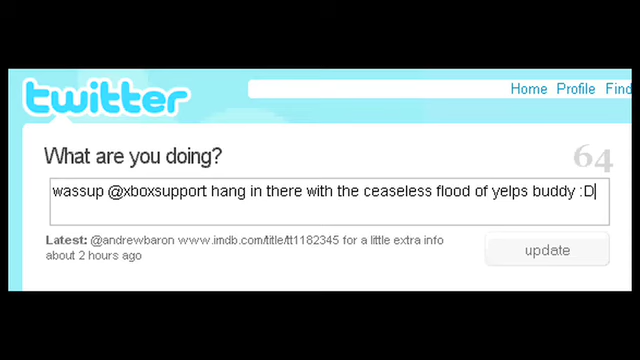 twitter
Home Profile Find
What are you doing?
64
wassup @xboxsupport hang in there with the ceaseless flood of yelps buddy :D
Latest: @andrewbaron www.imdb.com/title/tt1182345 for a little extra info
about 2 hours ago
update